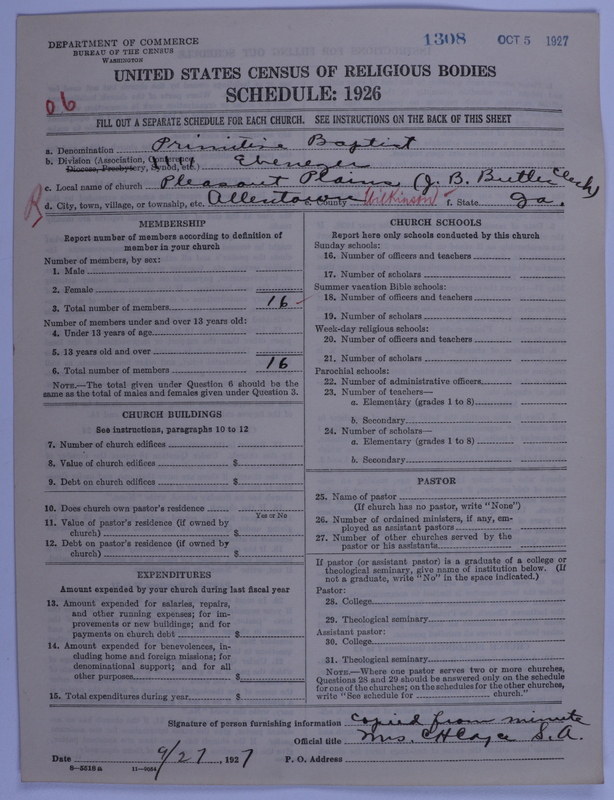 1308 OCT 5 1927
DEPARTMENT OF COMMERCE
BUREAU OF THE CENSUS
WASHINGTON
UNITED STATES CENSUS OF RELIGIOUS BODIES
SCHEDULE: 1926
06
FILL OUT A SEPARATE SCHEDULE FOR EACH CHURCH. SEE INSTRUCTIONS ON THE BACK OF THIS SHEET
a. Denomination Primitive Baptist
b. Division (Association, Conference, Diocese, Presbytery, Synod, etc.) Ebenezer
c. Local name of church Pleasant Plains (J. B. Butler Clerk)
d. City, town, village, or township, etc. Allentown e. County Wilkinson f. State Ga.
R
MEMBERSHIP
Report number of members according to definition of
member in your church
Number of members, by sex:
1. Male
2. Female
3. Total number of members 16
Number of members under and over 13 years old:
4. Under 13 years of age
5. 13 years old and over
6. Total number of members 16
NOTE.—The total given under Question 6 should be the
same as the total of males and females given under Question 3.
CHURCH BUILDINGS
See instructions, paragraphs 10 to 12
7. Number of church edifices
8. Value of church edifices $
9. Debt on church edifices $
10. Does church own pastor's residence
Yes or No
11. Value of pastor's residence (if owned by
church) $
12. Debt on pastor's residence (if owned by
church) $
EXPENDITURES
Amount expended by your church during last fiscal year
13. Amount expended for salaries, repairs,
and other running expenses; for im-
provements or new buildings; and for
payments on church debt $
14. Amount expended for benevolences, in-
cluding home and foreign missions; for
denominational support; and for all
other purposes $
15. Total expenditures during year $
CHURCH SCHOOLS
Report here only schools conducted by this church
Sunday schools:
16. Number of officers and teachers
17. Number of scholars
Summer vacation Bible schools:
18. Number of officers and teachers
19. Number of scholars
Week-day religious schools:
20. Number of officers and teachers
21. Number of scholars
Parochial schools:
22. Number of administrative officers
23. Number of teachers—
a. Elementary (grades 1 to 8)
b. Secondary
24. Number of scholars—
a. Elementary (grades 1 to 8)
b. Secondary
PASTOR
25. Name of pastor
(If church has no pastor, write "None")
26. Number of ordained ministers, if any, em-
ployed as assistant pastors
27. Number of other churches served by the
pastor or his assistants
If pastor (or assistant pastor) is a graduate of a college or
theological seminary, give name of institution below. (If
not a graduate, write "No" in the space indicated.)
Pastor:
28. College
29. Theological seminary
Assistant pastor:
30. College
31. Theological seminary
NOTE.—Where one pastor serves two or more churches,
Questions 28 and 29 should be answered only on the schedule
for one of the churches; on the schedules for the other churches,
write "See schedule for church."
Signature of person furnishing information Copied from minute
Official title Mrs. C H Cayce S. A.
Date 9/27, 1927 P. O. Address
8—5518 a 11—9064